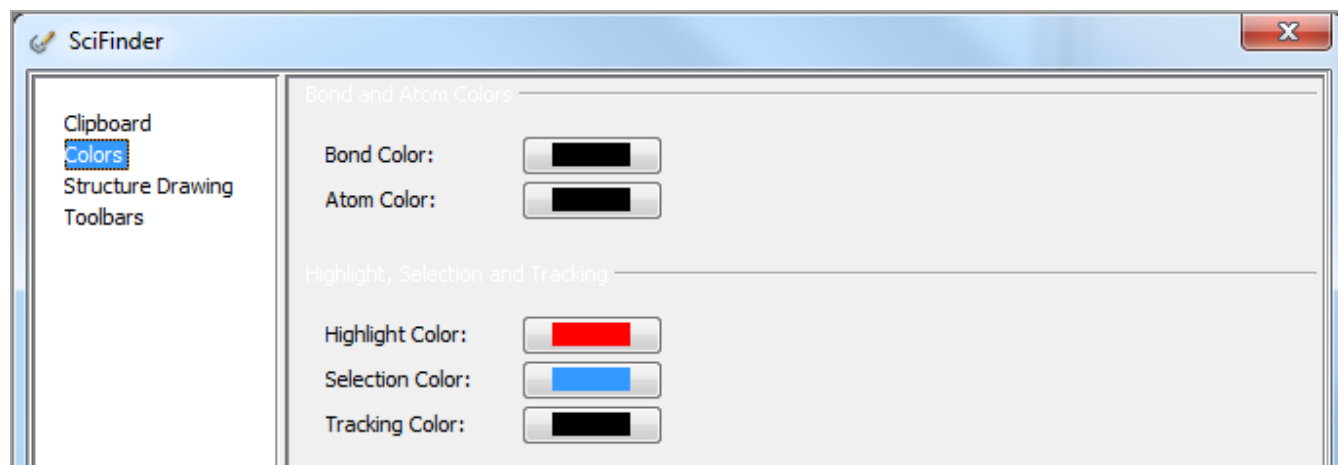 SciFinder
Clipboard
Colors
Structure Drawing
Toolbars
Bond and Atom Colors
Bond Color:
Atom Color:
Highlight, Selection and Tracking
Highlight Color:
Selection Color:
Tracking Color: